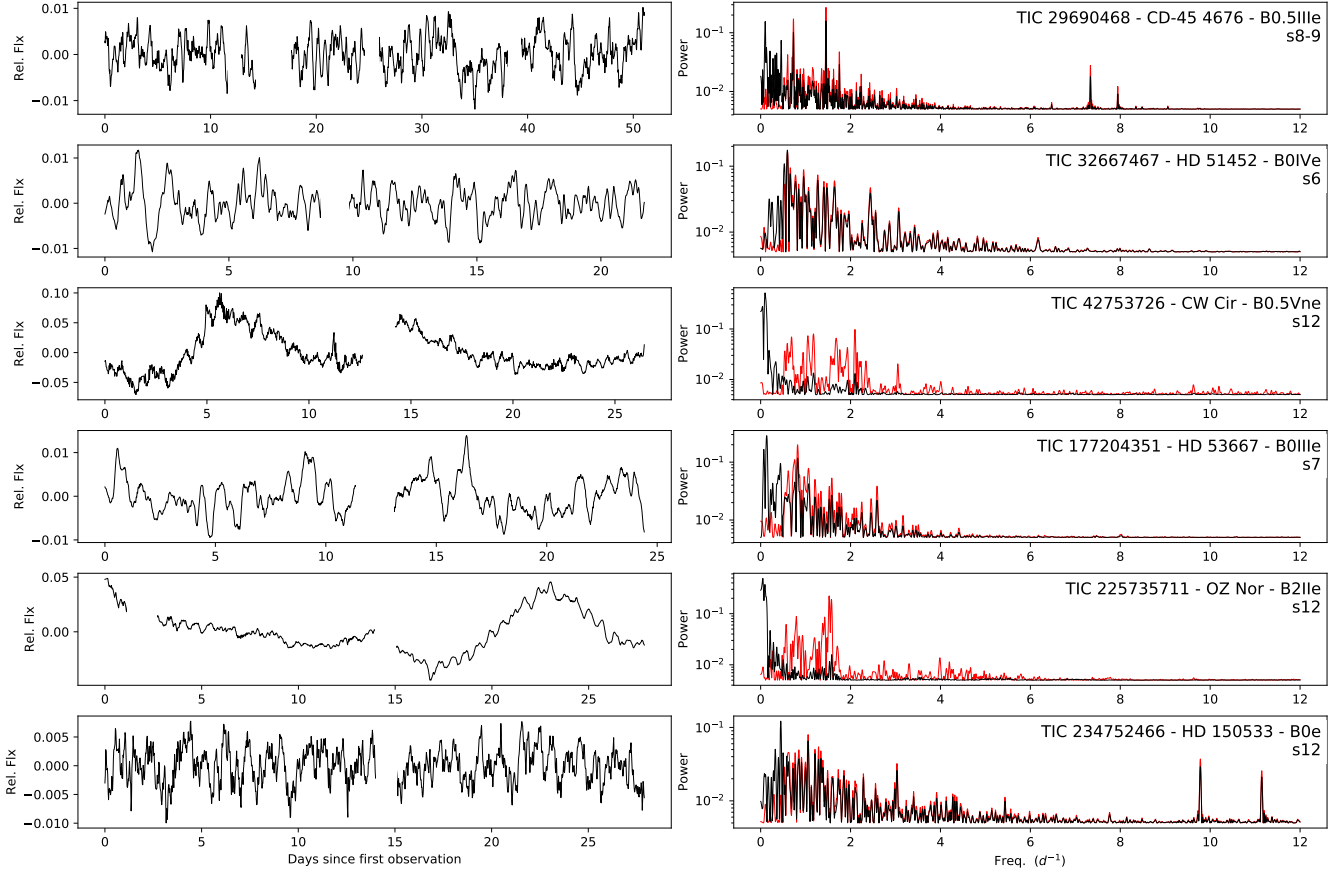 0.01
0.00
−0.01
Rel. Flx
0 10 20 30 40 50
10⁻¹
10⁻²
Power
TIC 29690468 - CD-45 4676 - B0.5IIIe
s8-9
0 2 4 6 8 10 12
0.01
0.00
−0.01
Rel. Flx
0 5 10 15 20
10⁻¹
10⁻²
Power
TIC 32667467 - HD 51452 - B0IVe
s6
0 2 4 6 8 10 12
0.10
0.05
0.00
−0.05
Rel. Flx
0 5 10 15 20 25
10⁻¹
10⁻²
Power
TIC 42753726 - CW Cir - B0.5Vne
s12
0 2 4 6 8 10 12
0.01
0.00
−0.01
Rel. Flx
0 5 10 15 20 25
10⁻¹
10⁻²
Power
TIC 177204351 - HD 53667 - B0IIIe
s7
0 2 4 6 8 10 12
0.05
0.00
Rel. Flx
0 5 10 15 20 25
10⁻¹
10⁻²
Power
TIC 225735711 - OZ Nor - B2IIe
s12
0 2 4 6 8 10 12
0.005
0.000
−0.005
−0.010
Rel. Flx
0 5 10 15 20 25
Days since first observation
10⁻¹
10⁻²
Power
TIC 234752466 - HD 150533 - B0e
s12
0 2 4 6 8 10 12
Freq. (d⁻¹)